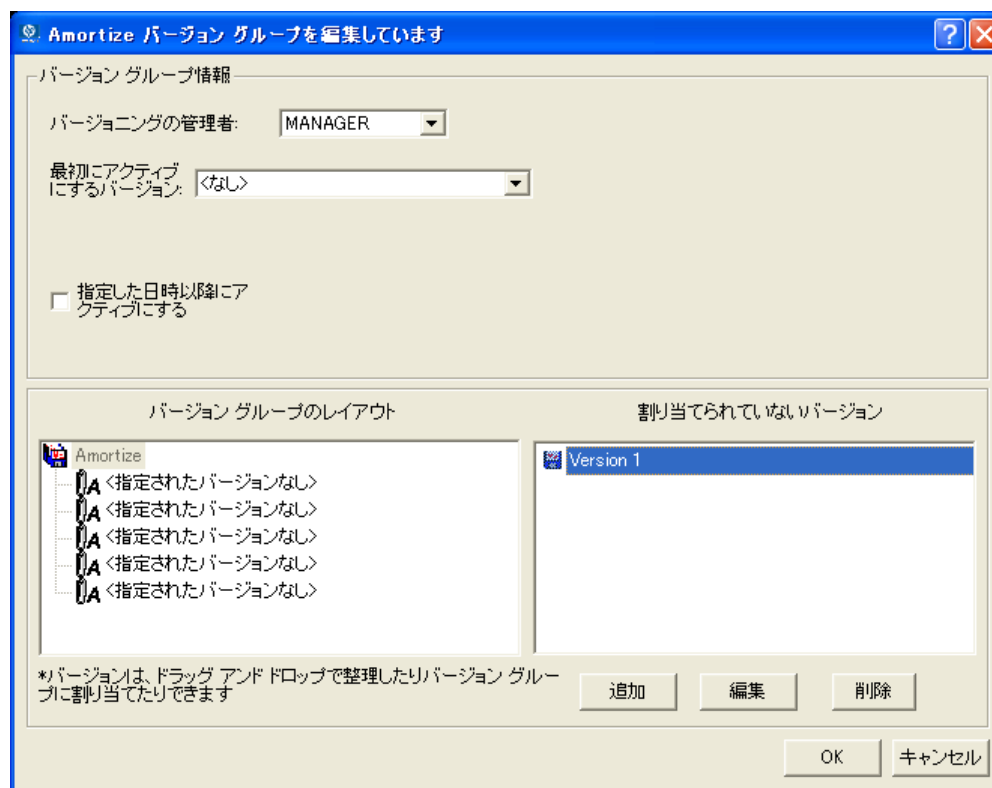 Amortize バージョン グループを編集しています
バージョン グループ情報
バージョニングの管理者:
MANAGER
最初にアクティブ
にするバージョン:
<なし>
指定した日時以降にア
クティブにする
バージョン グループのレイアウト
割り当てられていないバージョン
Amortize
<指定されたバージョンなし>
<指定されたバージョンなし>
<指定されたバージョンなし>
<指定されたバージョンなし>
<指定されたバージョンなし>
Version 1
*バージョンは、ドラッグ アンド ドロップで整理したりバージョン グルー
プに割り当てたりできます
追加
編集
削除
OK
キャンセル